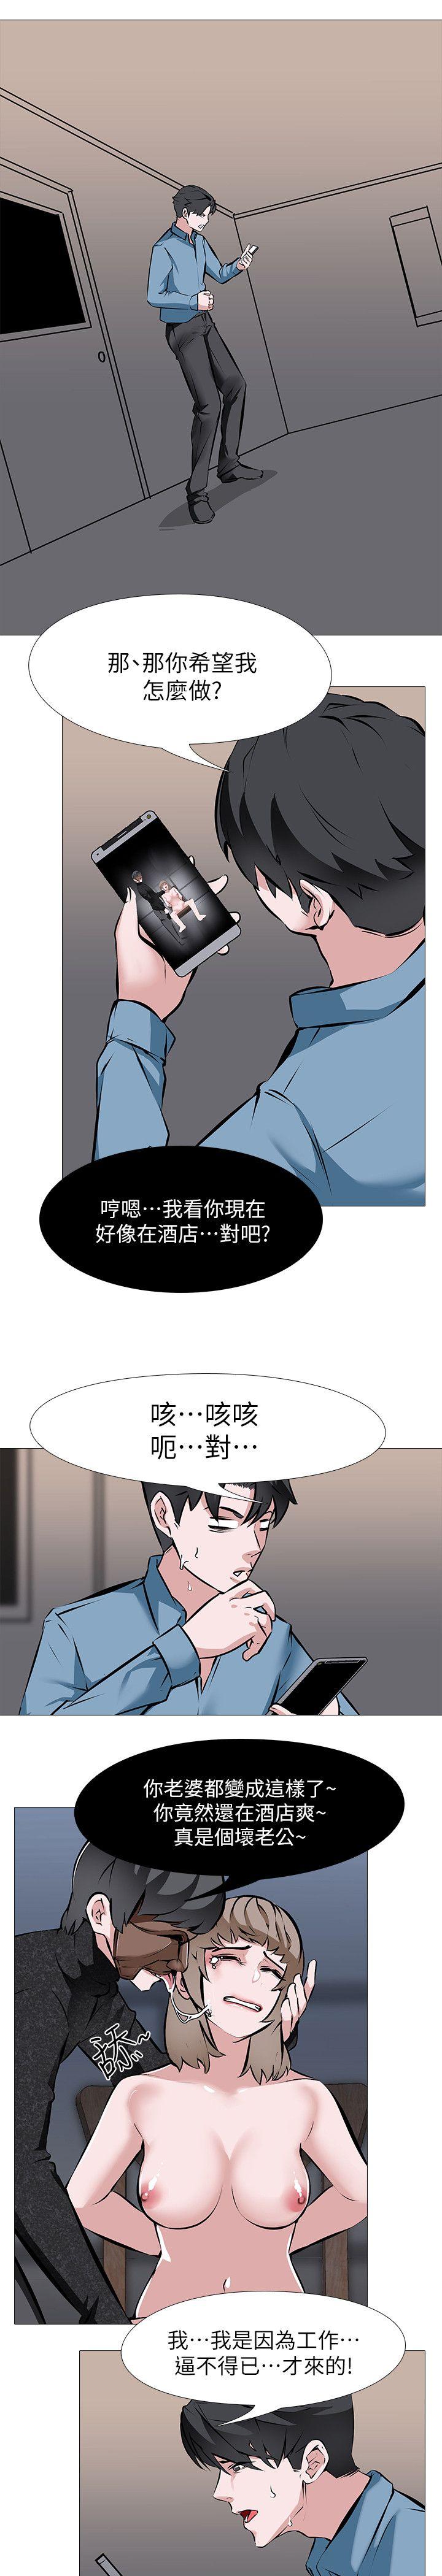 那、那你希望我
怎麼做?
哼嗯…我看你現在
好像在酒店…對吧?
咳…咳咳
呃…對…
你老婆都變成這樣了~
你竟然還在酒店爽~
真是個壞老公~
舔~
我…我是因為工作…
逼不得已…才來的!